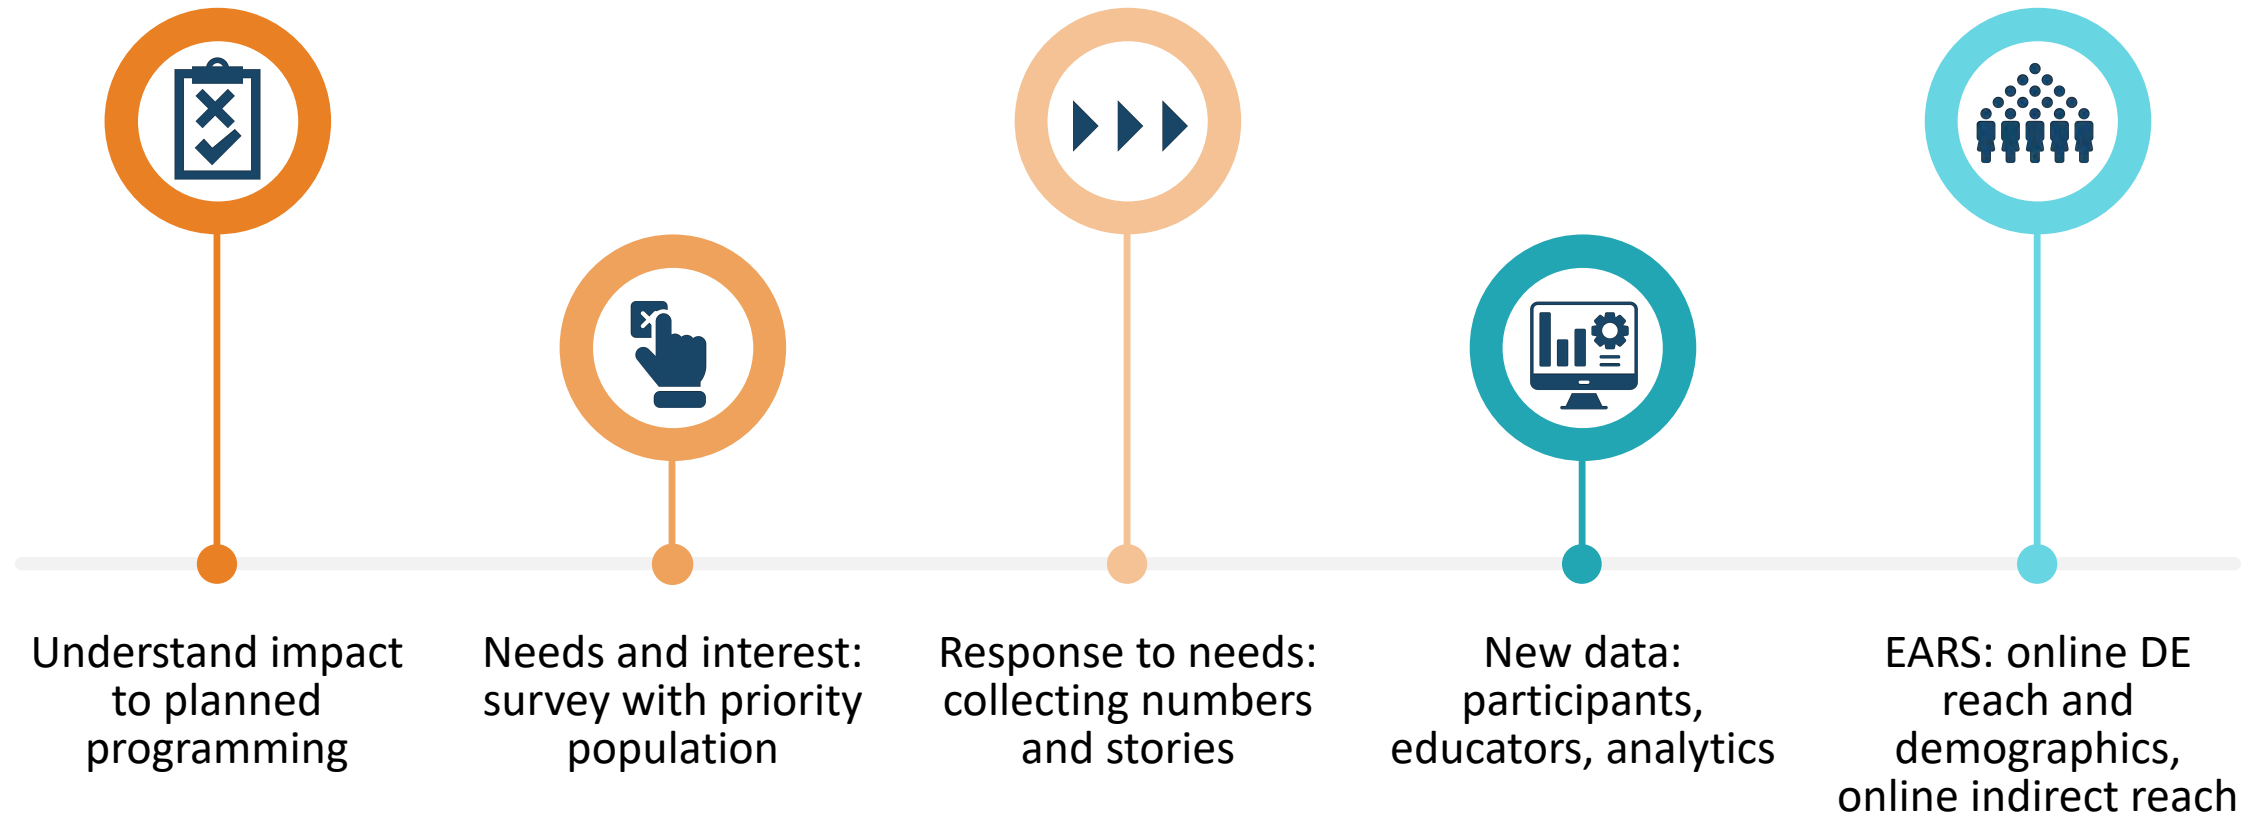 Understand impact
to planned
programming
Needs and interest:
survey with priority
population
Response to needs:
collecting numbers
and stories
New data:
participants,
educators, analytics
EARS: online DE
reach and
demographics,
online indirect reach